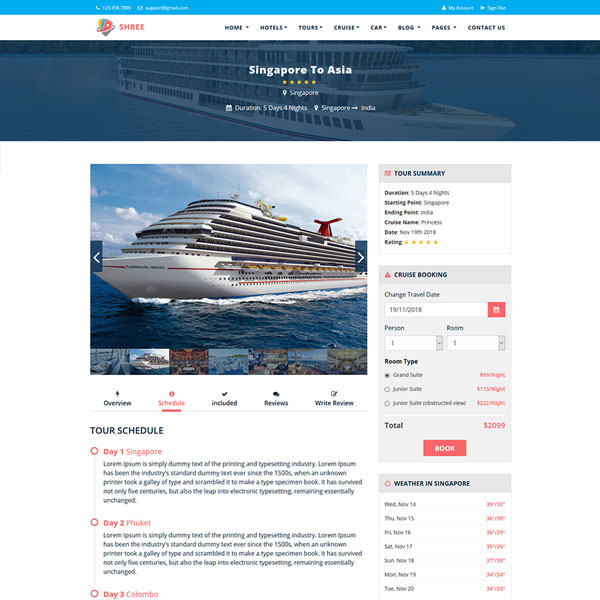 123 456 7890 support@gmail.com My Account Sign Out
SHREE
HOME HOTELS TOURS CRUISE CAR BLOG PAGES CONTACT US
Singapore To Asia
Singapore
Duration: 5 Days 4 Nights Singapore India
AMERICAN HARMONY
CARNIVAL MAGIC
Overview Schedule included Reviews Write Review
TOUR SCHEDULE
Day 1 Singapore
Lorem Ipsum is simply dummy text of the printing and typesetting industry. Lorem Ipsum
has been the industry's standard dummy text ever since the 1500s, when an unknown
printer took a galley of type and scrambled it to make a type specimen book. It has survived
not only five centuries, but also the leap into electronic typesetting, remaining essentially
unchanged.
Day 2 Phuket
Lorem Ipsum is simply dummy text of the printing and typesetting industry. Lorem Ipsum
has been the industry's standard dummy text ever since the 1500s, when an unknown
printer took a galley of type and scrambled it to make a type specimen book. It has survived
not only five centuries, but also the leap into electronic typesetting, remaining essentially
unchanged.
Day 3 Colombo
TOUR SUMMARY
Duration: 5 Days 4 Nights
Starting Point: Singapore
Ending Point: India
Cruise Name: Princess
Date: Nov 19th 2018
Rating:
CRUISE BOOKING
Change Travel Date
19/11/2018
Person Room
1 1
Room Type
Grand Suite $99/Night
Junior Suite $173/Night
Junior Suite (obstructed view) $222/Night
Total $2099
BOOK
WEATHER IN SINGAPORE
Wed, Nov 14 39°/32°
Thu, Nov 15 36°/30°
Fri, Nov 16 35°/29°
Sat, Nov 17 35°/26°
Sun, Nov 18 37°/30°
Mon, Nov 19 34°/24°
Tue, Nov 20 34°/24°